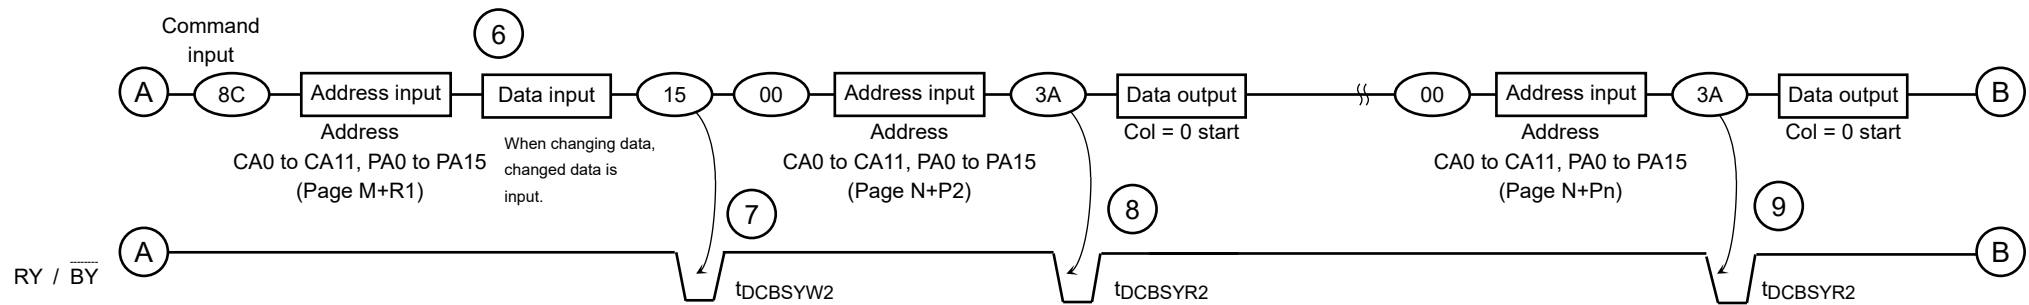 Command
input
6
A
8C
Address input
Data input
15
00
Address input
3A
Data output
00
Address input
3A
Data output
B
Address
CA0 to CA11, PA0 to PA15
(Page M+R1)
When changing data,
changed data is
input.
Address
CA0 to CA11, PA0 to PA15
(Page N+P2)
Col = 0 start
Address
CA0 to CA11, PA0 to PA15
(Page N+Pn)
Col = 0 start
7
8
9
A
B
RY / BY
tDCBSYW2
tDCBSYR2
tDCBSYR2